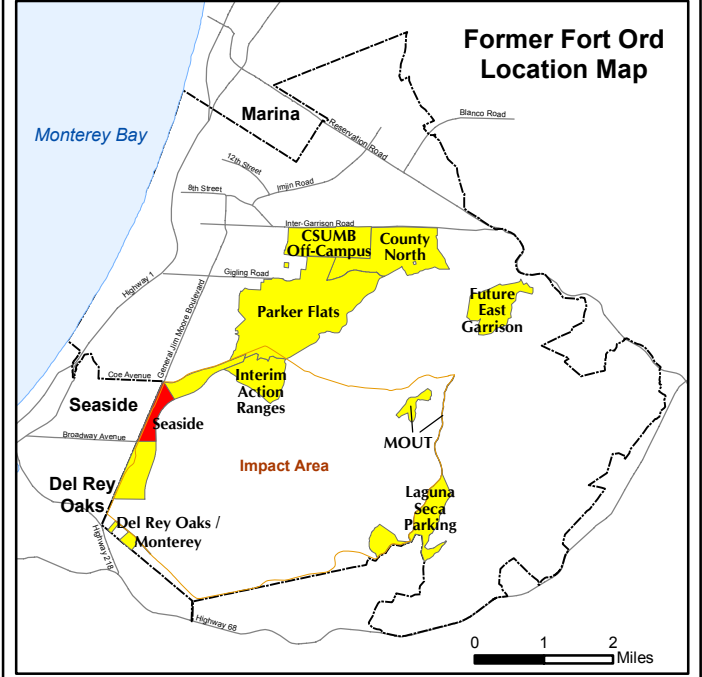 Former Fort Ord
Location Map
Monterey Bay
Marina
Blanco Road
Reservation Road
12th Street
Imjin Road
8th Street
Inter-Garrison Road
CSUMB
Off-Campus
County
North
Gigling Road
Highway 1
General Jim Moore Boulevard
Parker Flats
Future
East
Garrison
Coe Avenue
Interim
Action
Ranges
Seaside
Seaside
MOUT
Broadway Avenue
Impact Area
Del Rey
Oaks
Laguna
Seca
Parking
Del Rey Oaks /
Monterey
Highway 218
Highway 68
0 1 2
Miles